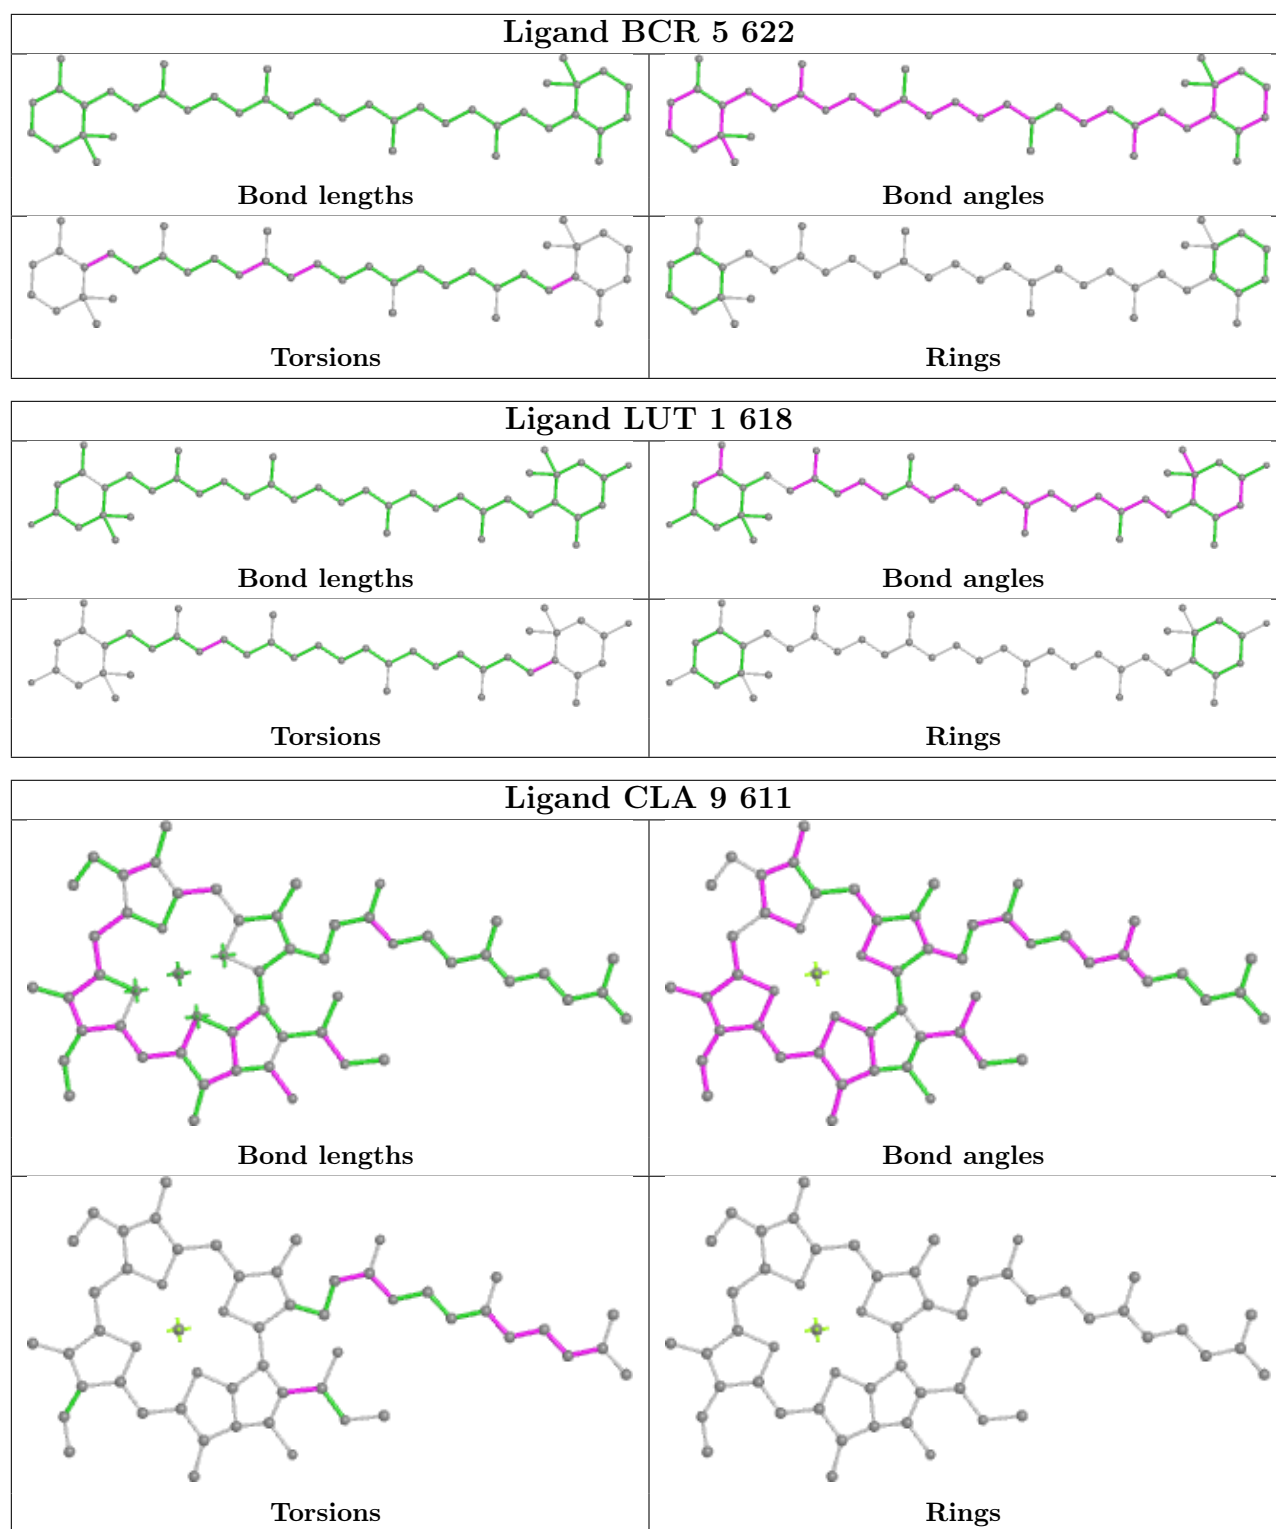 Ligand BCR 5 622
Bond lengths
Bond angles
Torsions
Rings
Ligand LUT 1 618
Bond lengths
Bond angles
Torsions
Rings
Ligand CLA 9 611
Bond lengths
Bond angles
Torsions
Rings